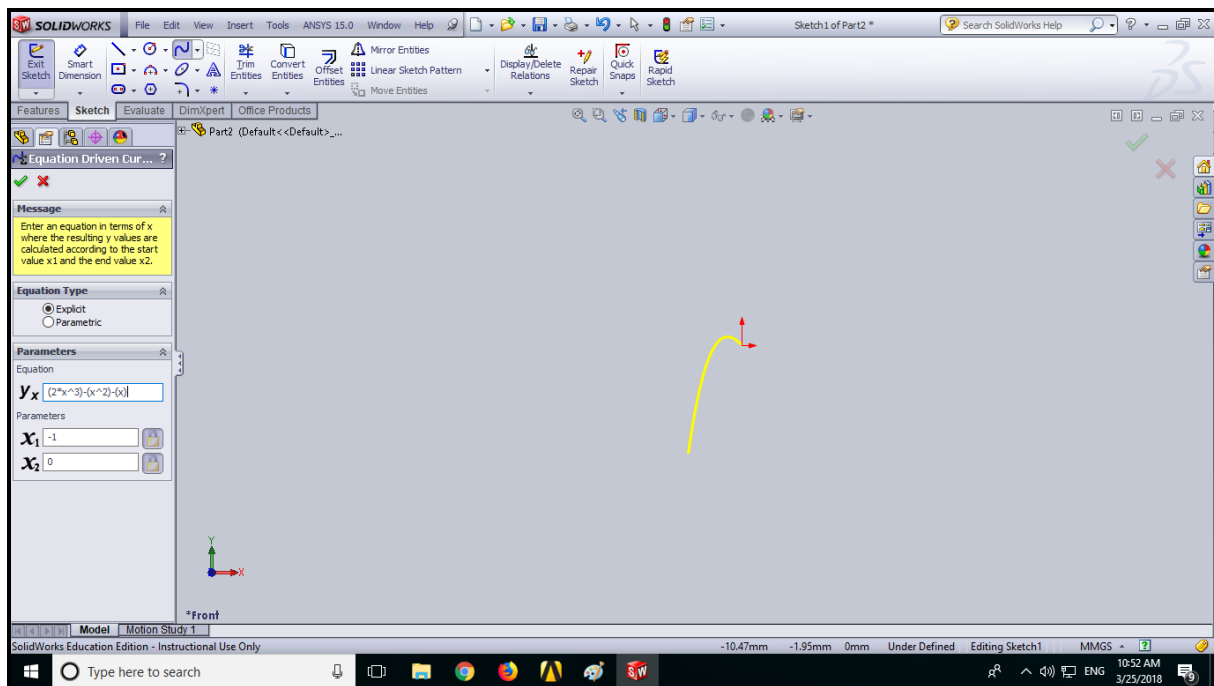 SOLIDWORKS File Edit View Insert Tools ANSYS 15.0 Window Help Sketch1 of Part2 * Search SolidWorks Help ?
Exit Sketch
Smart Dimension
Trim Entities
Convert Entities
Offset Entities
Mirror Entities
Linear Sketch Pattern
Move Entities
Display/Delete Relations
Repair Sketch
Quick Snaps
Rapid Sketch
Features Sketch Evaluate DimXpert Office Products
Part2 (Default<<Default>_...
Equation Driven Cur... ?
Message
Enter an equation in terms of x
where the resulting y values are
calculated according to the start
value x1 and the end value x2.
Equation Type
Explicit
Parametric
Parameters
Equation
yx (2*x^3)-(x^2)-(x)
Parameters
X1 -1
X2 0
Y
X
*Front
Model Motion Study 1
SolidWorks Education Edition - Instructional Use Only -10.47mm -1.95mm 0mm Under Defined Editing Sketch1 MMGS ?
Type here to search ENG 10:52 AM
3/25/2018